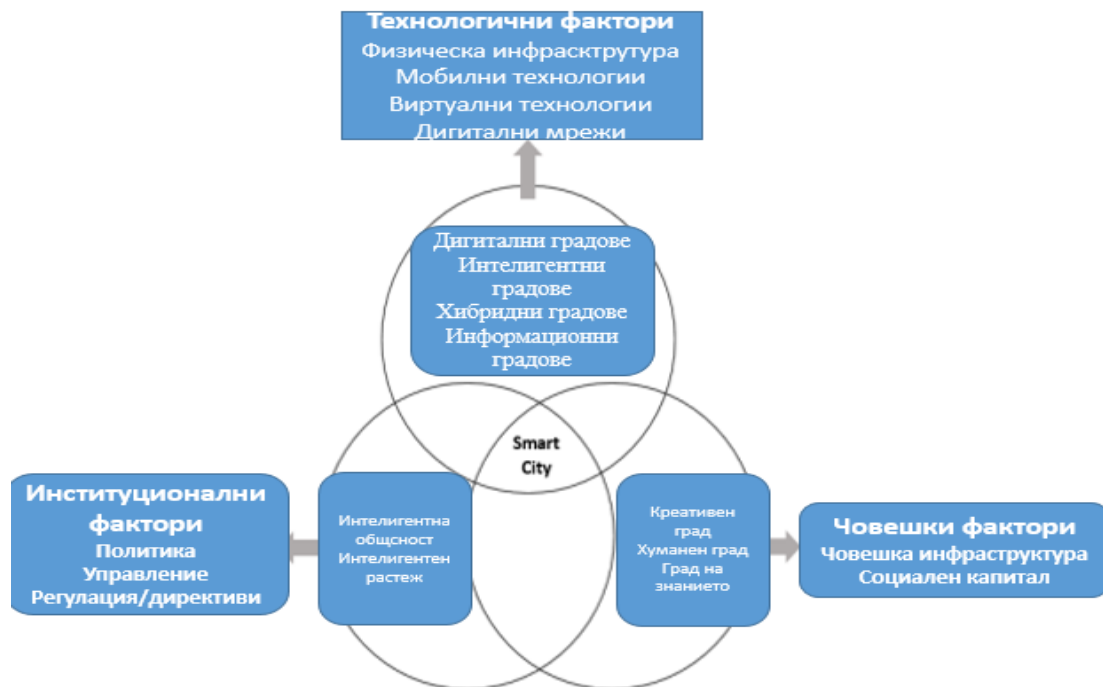 Технологични фактори
Физическа инфрасктрутура
Мобилни технологии
Виртуални технологии
Дигитални мрежи
Дигитални градове
Интелигентни
градове
Хибридни градове
Информационни
градове
Smart
City
Институционални
фактори
Политика
Управление
Регулация/директиви
Интелигентна
общсност
Интелигентен
растеж
Креативен
град
Хуманен град
Град на
знанието
Човешки фактори
Човешка инфраструктура
Социален капитал